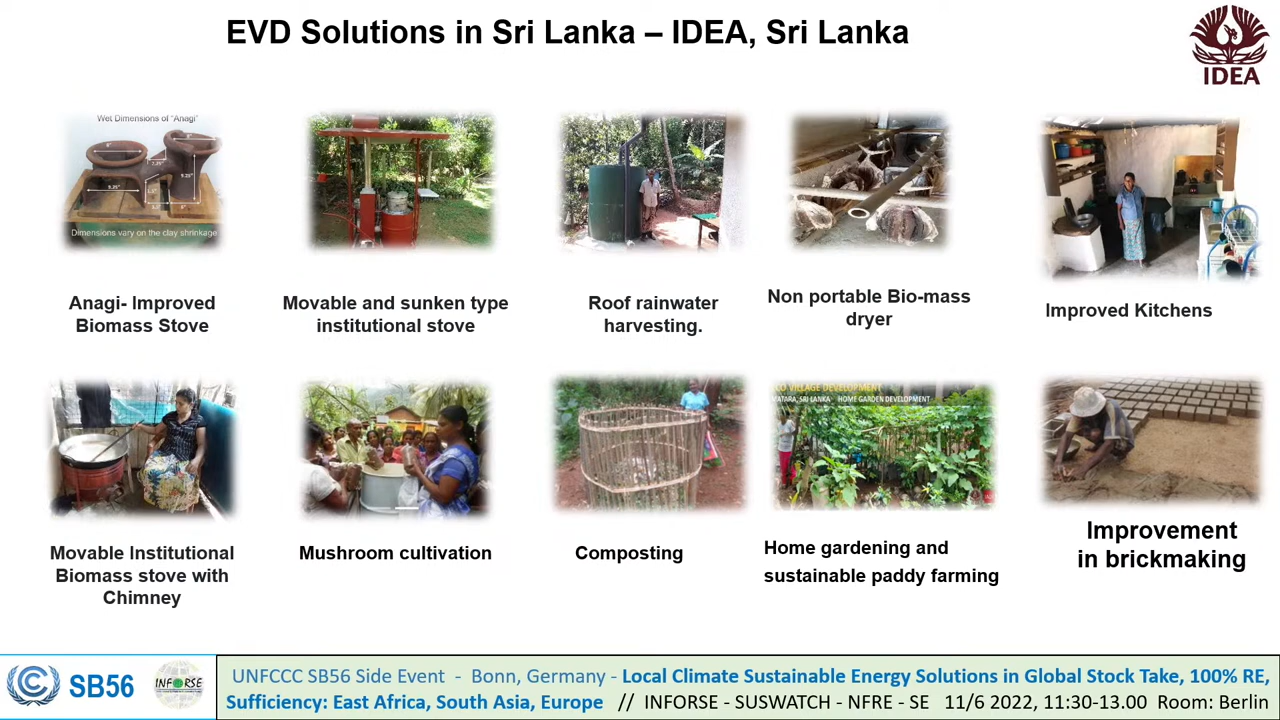 EVD Solutions in Sri Lanka – IDEA, Sri Lanka
IDEA
Wet Dimensions of "Anagi"
Dimensions vary on the clay shrinkage
Anagi- Improved
Biomass Stove
Movable and sunken type
institutional stove
Roof rainwater
harvesting.
Non portable Bio-mass
dryer
Improved Kitchens
VILLAGE DEVELOPMENT
SRI LANKA HOME GARDEN DEVELOPMENT
Movable Institutional
Biomass stove with
Chimney
Mushroom cultivation
Composting
Home gardening and
sustainable paddy farming
Improvement
in brickmaking
SB56
INFORSE
UNFCCC SB56 Side Event - Bonn, Germany - Local Climate Sustainable Energy Solutions in Global Stock Take, 100% RE,
Sufficiency: East Africa, South Asia, Europe // INFORSE - SUSWATCH - NFRE - SE 11/6 2022, 11:30-13.00 Room: Berlin